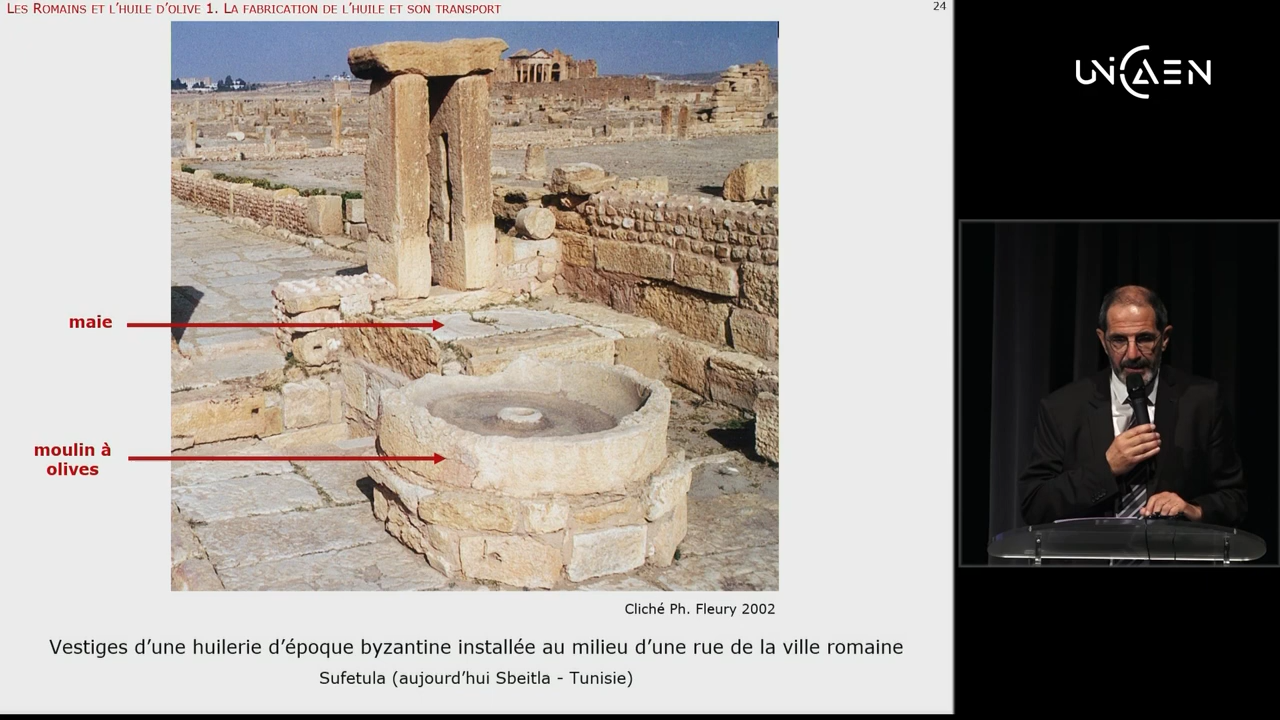 Les Romains et l’huile d’olive 1. La fabrication de l’huile et son transport
24
UNICAEN
maie
moulin à
olives
Cliché Ph. Fleury 2002
Vestiges d’une huilerie d’époque byzantine installée au milieu d’une rue de la ville romaine
Sufetula (aujourd’hui Sbeitla - Tunisie)